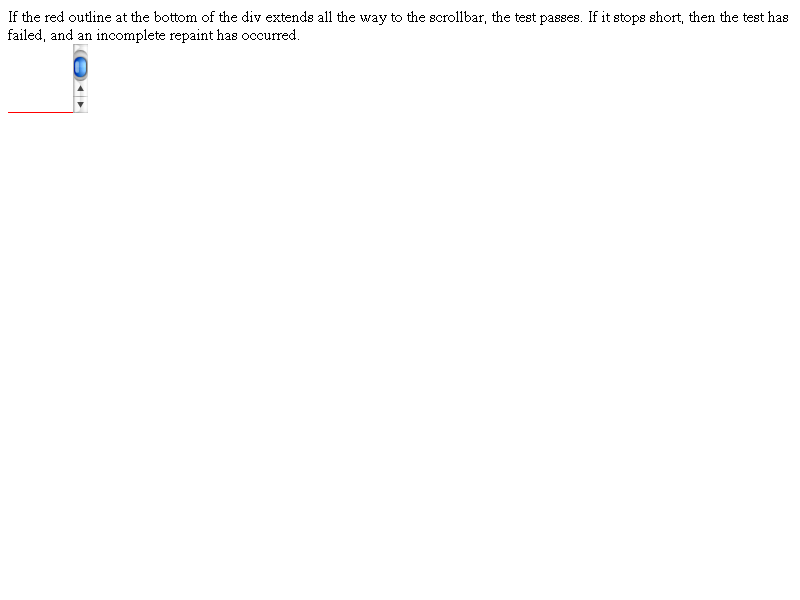 If the red outline at the bottom of the div extends all the way to the scrollbar, the test passes. If it stops short, then the test has
failed, and an incomplete repaint has occurred.